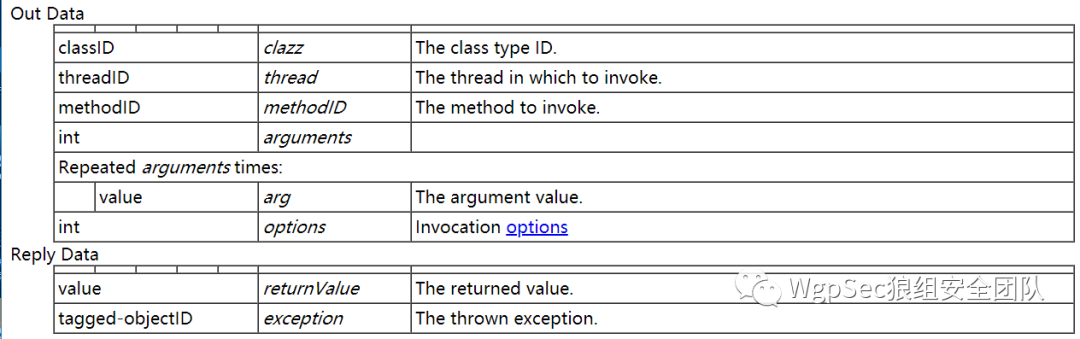 Out Data
classID clazz The class type ID.
threadID thread The thread in which to invoke.
methodID methodID The method to invoke.
int arguments
Repeated arguments times:
value arg The argument value.
int options Invocation options
Reply Data
value returnValue The returned value.
tagged-objectID exception The thrown exception.
WgpSec狼组安全团队